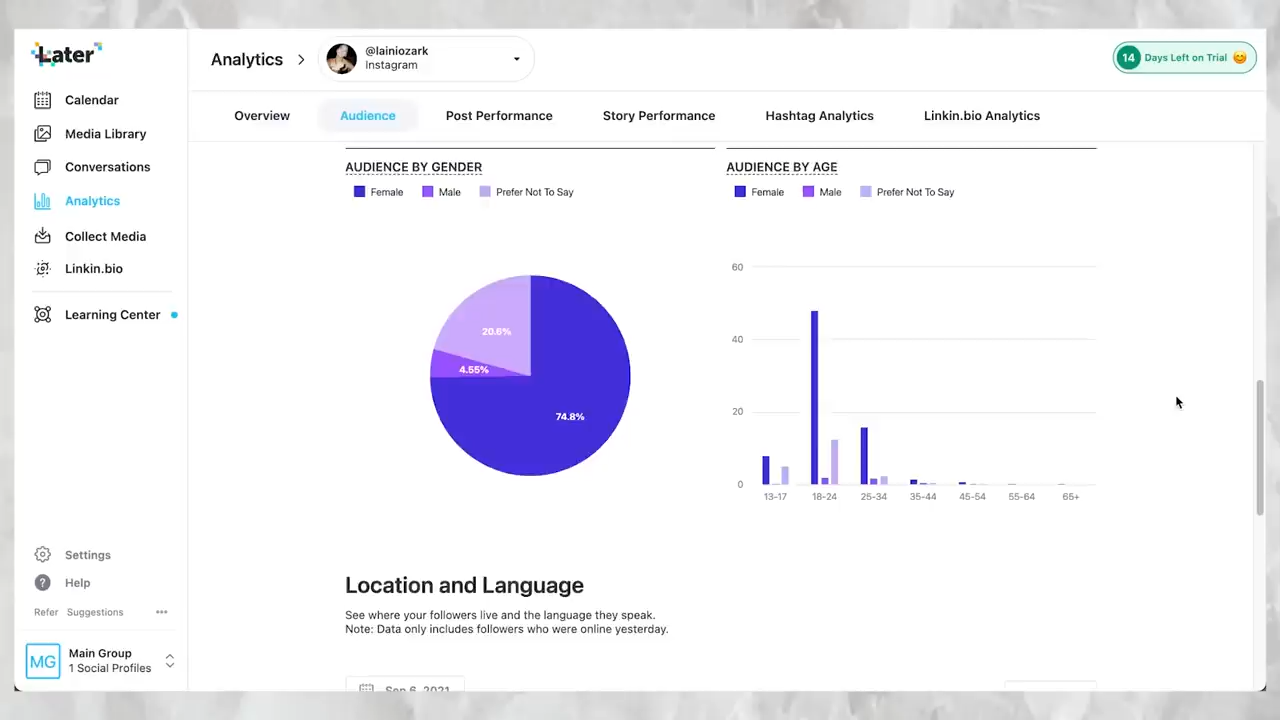 Later
Calendar
Media Library
Conversations
Analytics
Collect Media
Linkin.bio
Learning Center
Settings
Help
Refer Suggestions
MG
Main Group
1 Social Profiles
Analytics
@lainiozark
Instagram
14 Days Left on Trial
Overview Audience Post Performance Story Performance Hashtag Analytics Linkin.bio Analytics
AUDIENCE BY GENDER
Female Male Prefer Not To Say
20.6%
4.55%
74.8%
AUDIENCE BY AGE
Female Male Prefer Not To Say
60
40
20
0
13-17 18-24 25-34 35-44 45-54 55-64 65+
Location and Language
See where your followers live and the language they speak.
Note: Data only includes followers who were online yesterday.
Sep 6, 2021